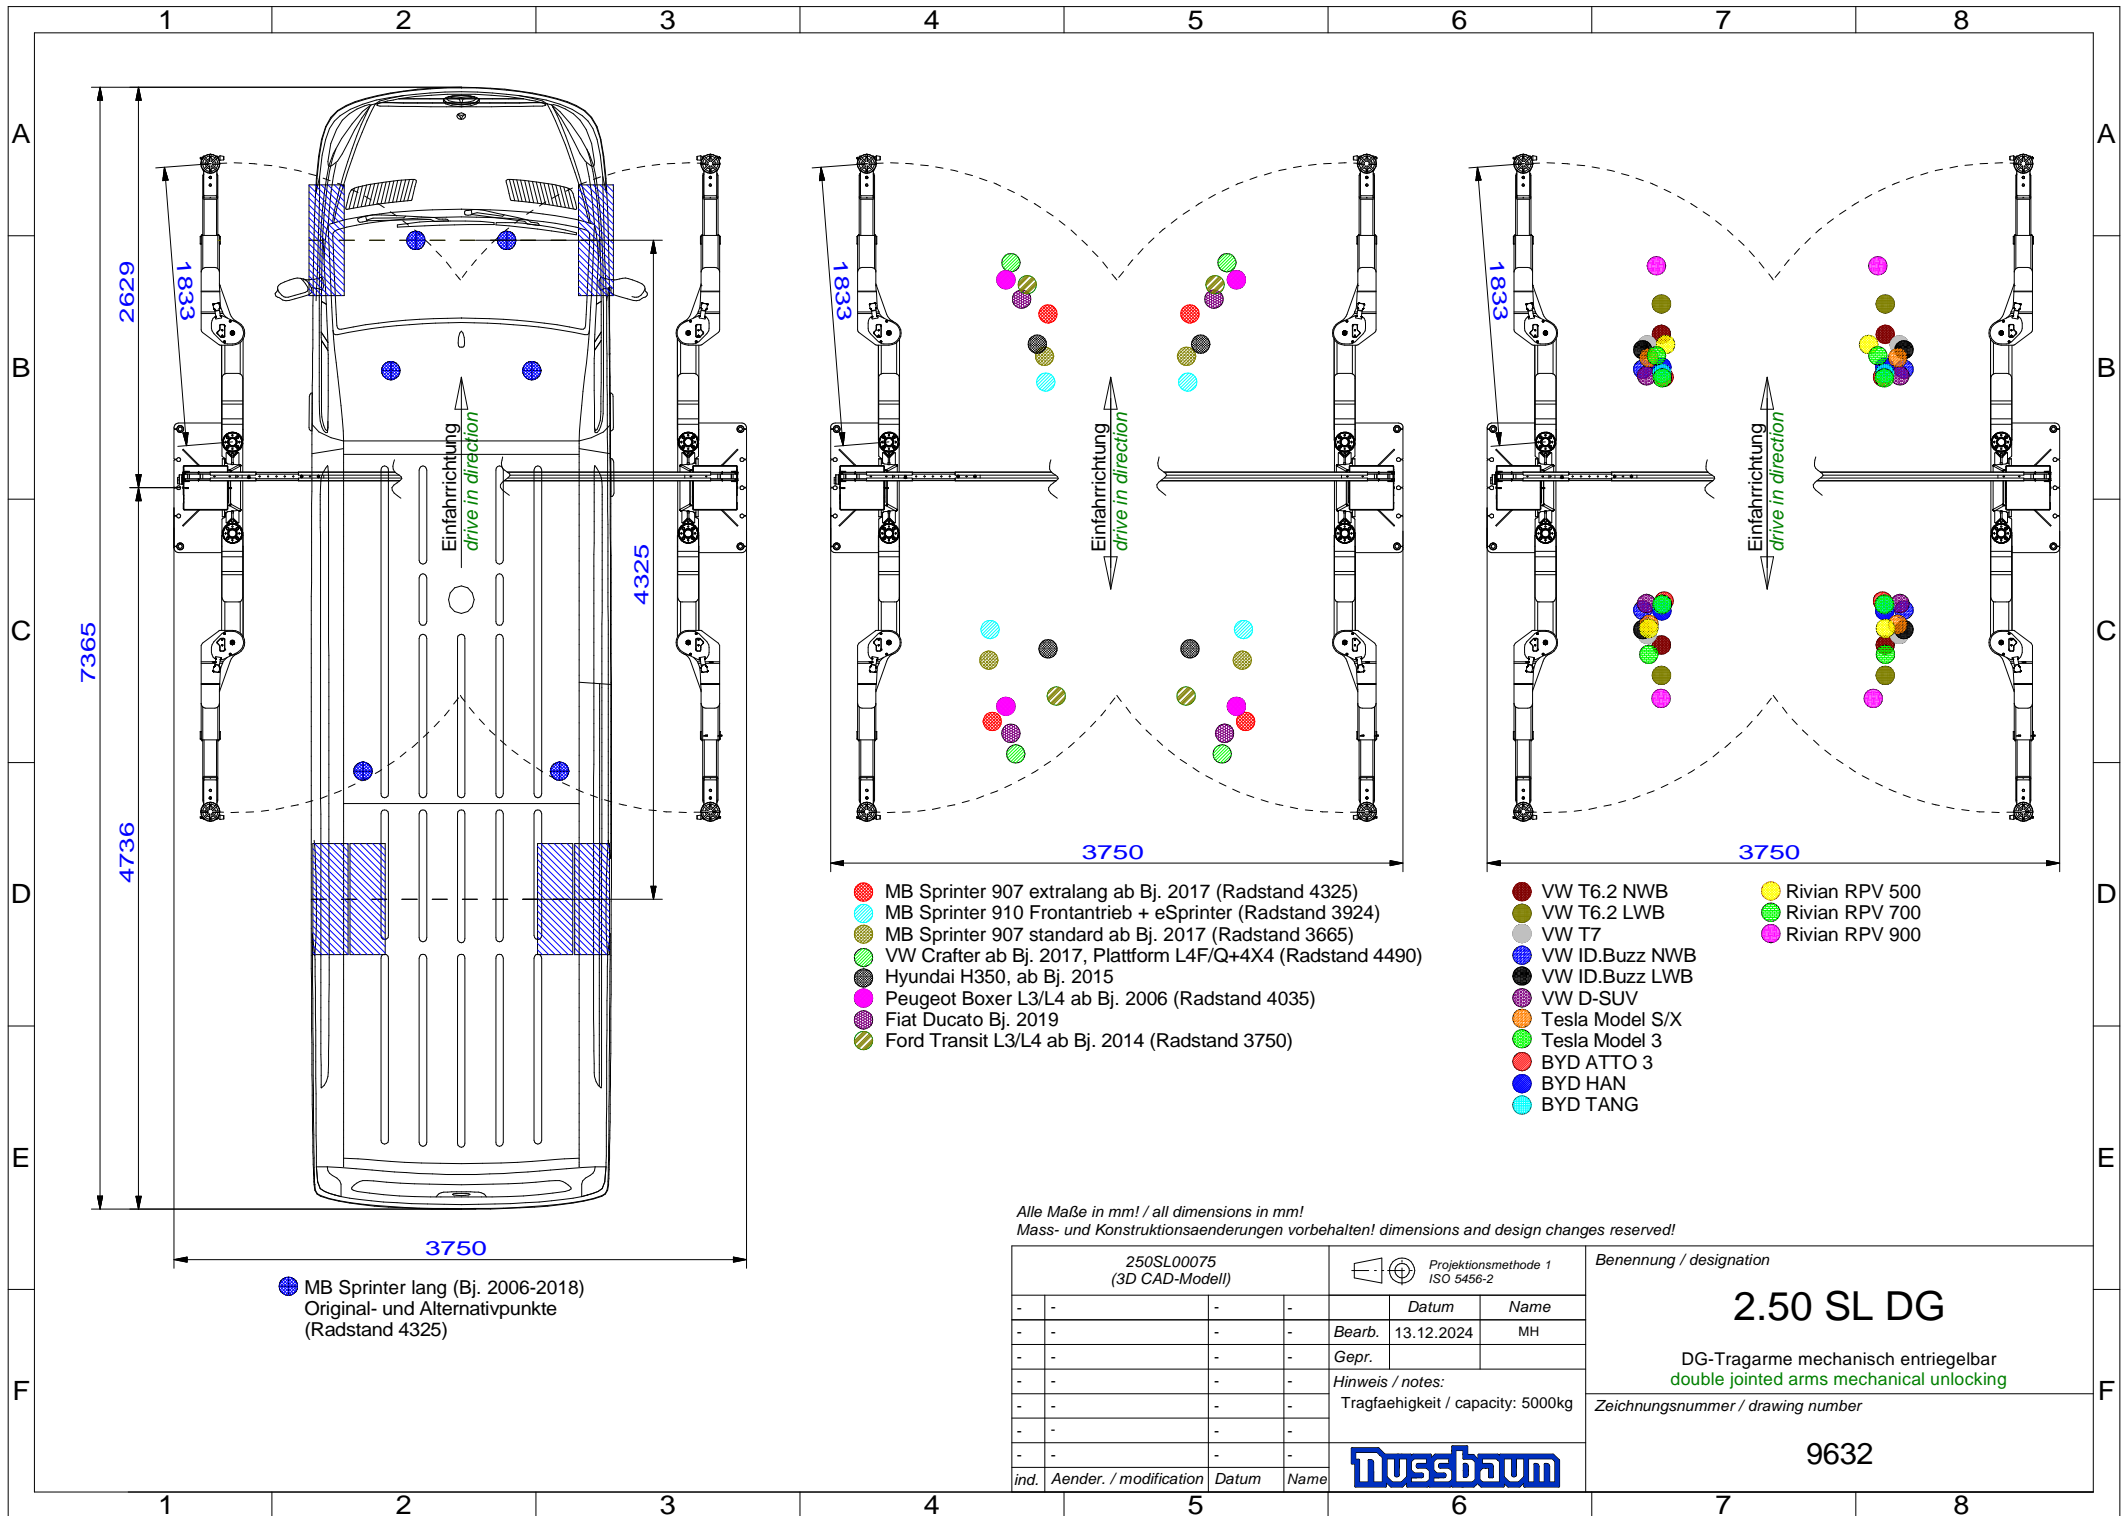 1 2 3 4 5 6 7 8
A A
B B
C C
D D
E E
F F
7365
2629
4736
1833
4325
Einfahrrichtung
drive in direction
3750
MB Sprinter lang (Bj. 2006-2018)
Original- und Alternativpunkte
(Radstand 4325)
1833
Einfahrrichtung
drive in direction
3750
MB Sprinter 907 extralang ab Bj. 2017 (Radstand 4325)
MB Sprinter 910 Frontantrieb + eSprinter (Radstand 3924)
MB Sprinter 907 standard ab Bj. 2017 (Radstand 3665)
VW Crafter ab Bj. 2017, Plattform L4F/Q+4X4 (Radstand 4490)
Hyundai H350, ab Bj. 2015
Peugeot Boxer L3/L4 ab Bj. 2006 (Radstand 4035)
Fiat Ducato Bj. 2019
Ford Transit L3/L4 ab Bj. 2014 (Radstand 3750)
1833
Einfahrrichtung
drive in direction
3750
VW T6.2 NWB
VW T6.2 LWB
VW T7
VW ID.Buzz NWB
VW ID.Buzz LWB
VW D-SUV
Tesla Model S/X
Tesla Model 3
BYD ATTO 3
BYD HAN
BYD TANG
Rivian RPV 500
Rivian RPV 700
Rivian RPV 900
Alle Maße in mm! / all dimensions in mm!
Mass- und Konstruktionsaenderungen vorbehalten! dimensions and design changes reserved!
250SL00075
(3D CAD-Modell)
- - - -
- - - -
- - - -
- - - -
- - - -
- - - -
- - - -
ind. Aender. / modification Datum Name
Projektionsmethode 1
ISO 5456-2
Datum Name
Bearb. 13.12.2024 MH
Gepr.
Hinweis / notes:
Tragfaehigkeit / capacity: 5000kg
nussbaum
Benennung / designation
2.50 SL DG
DG-Tragarme mechanisch entriegelbar
double jointed arms mechanical unlocking
Zeichnungsnummer / drawing number
9632
1 2 3 4 5 6 7 8